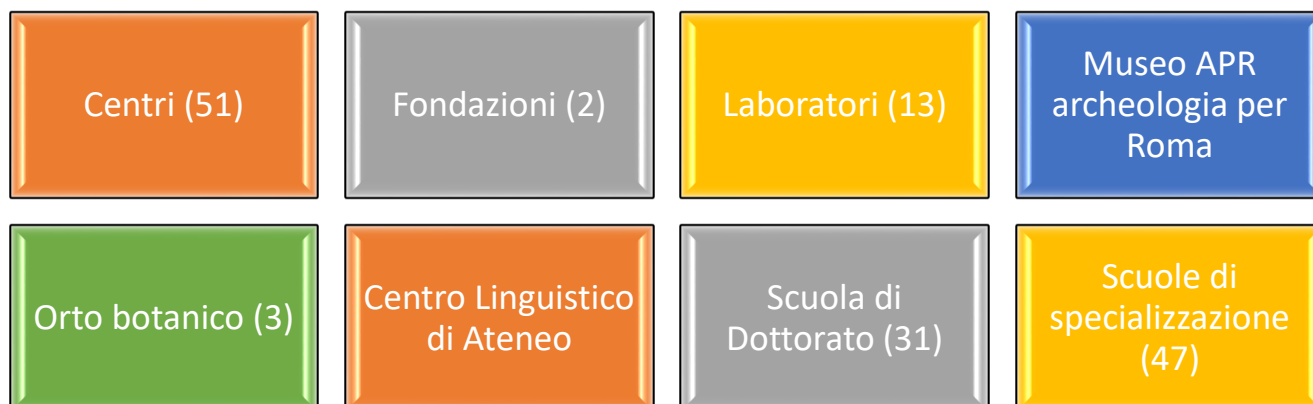 Centri (51)
Fondazioni (2)
Laboratori (13)
Museo APR
archeologia per
Roma
Orto botanico (3)
Centro Linguistico
di Ateneo
Scuola di
Dottorato (31)
Scuole di
specializzazione
(47)